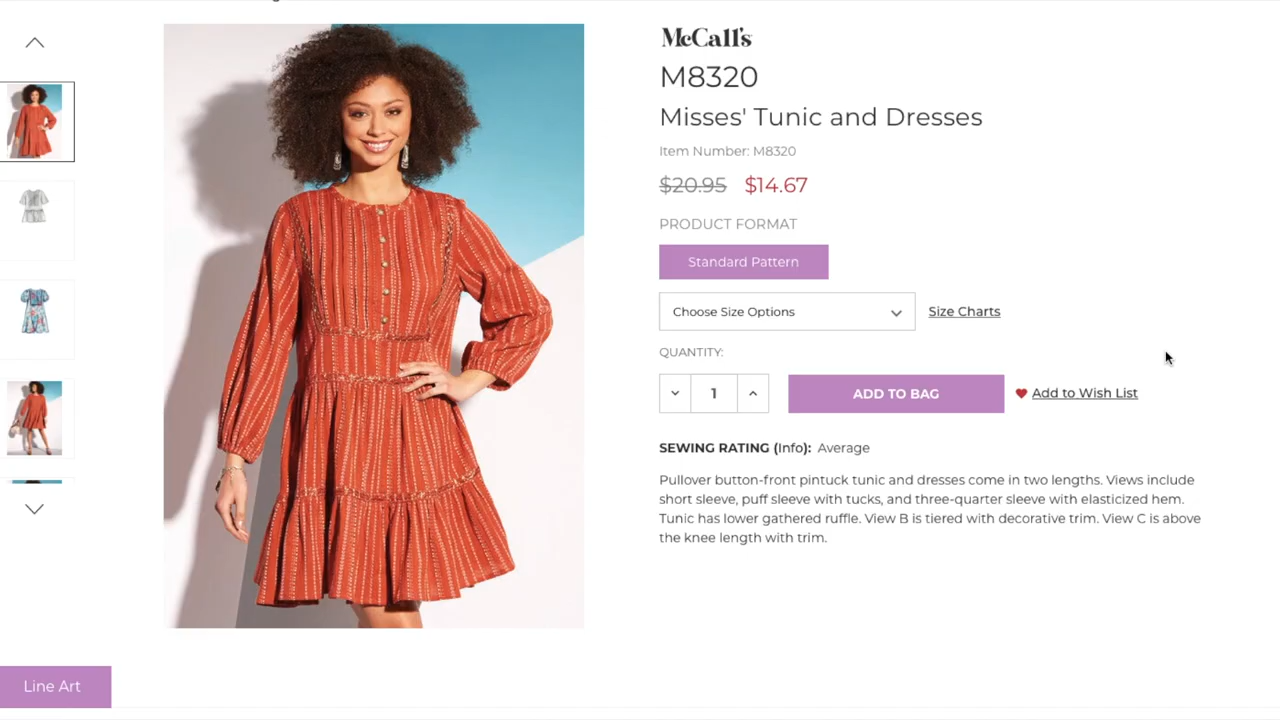 McCall's
M8320
Misses' Tunic and Dresses
Item Number: M8320
$20.95 $14.67
PRODUCT FORMAT
Standard Pattern
Choose Size Options
Size Charts
QUANTITY:
1
ADD TO BAG
Add to Wish List
SEWING RATING (Info): Average
Pullover button-front pintuck tunic and dresses come in two lengths. Views include
short sleeve, puff sleeve with tucks, and three-quarter sleeve with elasticized hem.
Tunic has lower gathered ruffle. View B is tiered with decorative trim. View C is above
the knee length with trim.
Line Art